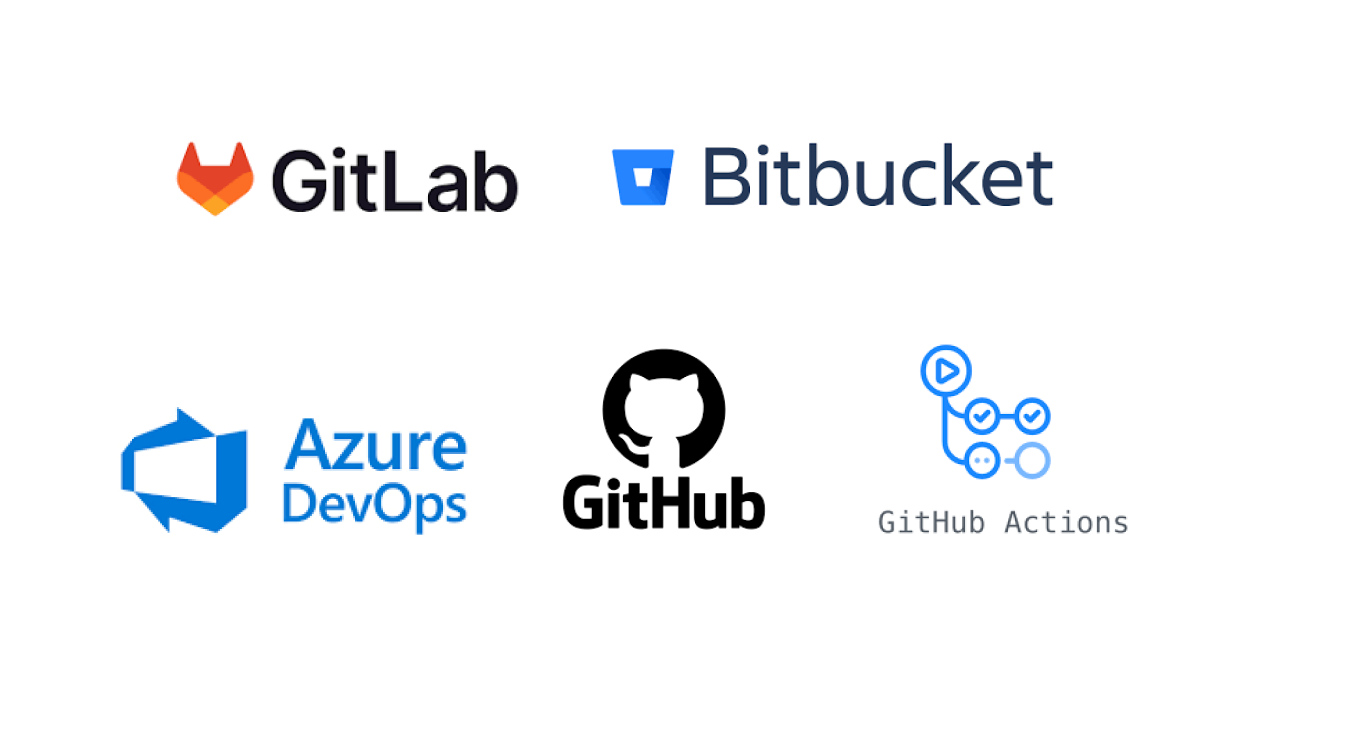 GitLab
Bitbucket
Azure
DevOps
GitHub
GitHub Actions